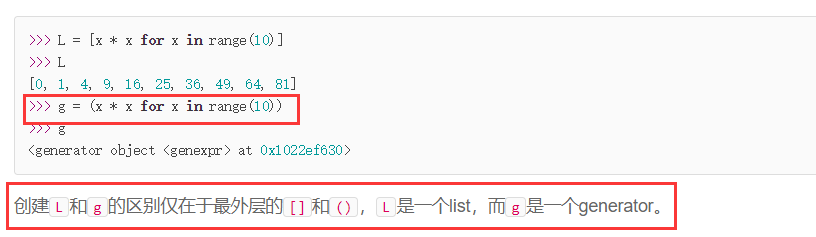 >>> L = [x * x for x in range(10)]
>>> L
[0, 1, 4, 9, 16, 25, 36, 49, 64, 81]
>>> g = (x * x for x in range(10))
>>> g
<generator object <genexpr> at 0x1022ef630>
创建L和g的区别仅在于最外层的[]和()，L是一个list，而g是一个generator。